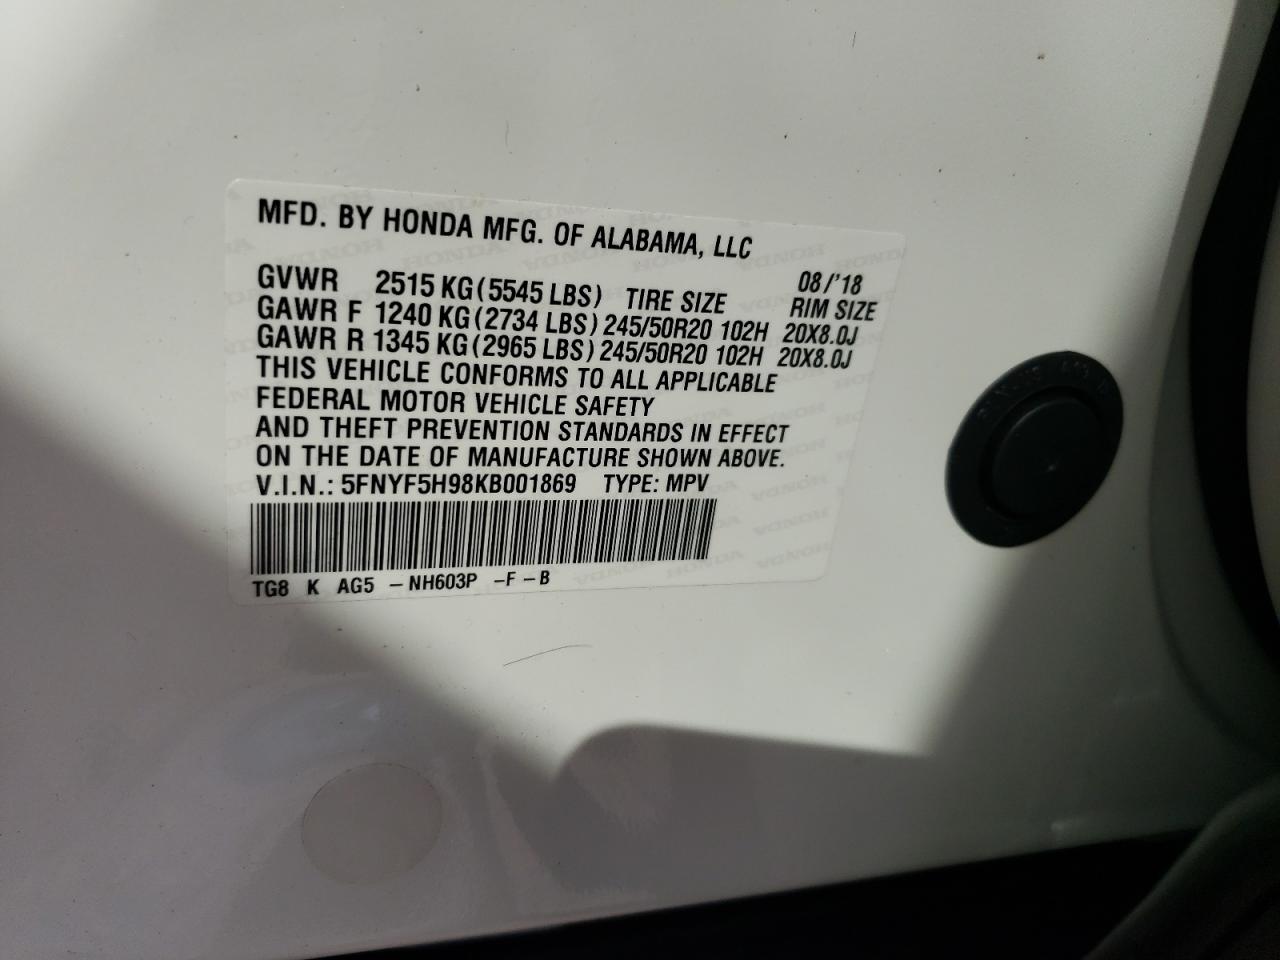 MFD. BY HONDA MFG. OF ALABAMA, LLC
08/'18
GVWR 2515 KG(5545 LBS) TIRE SIZE RIM SIZE
GAWR F 1240 KG(2734 LBS) 245/50R20 102H 20X8.0J
GAWR R 1345 KG(2965 LBS) 245/50R20 102H 20X8.0J
THIS VEHICLE CONFORMS TO ALL APPLICABLE
FEDERAL MOTOR VEHICLE SAFETY
AND THEFT PREVENTION STANDARDS IN EFFECT
ON THE DATE OF MANUFACTURE SHOWN ABOVE.
V.I.N.: 5FNYF5H98KB001869 TYPE: MPV
TG8 K AG5 -NH603P -F-B